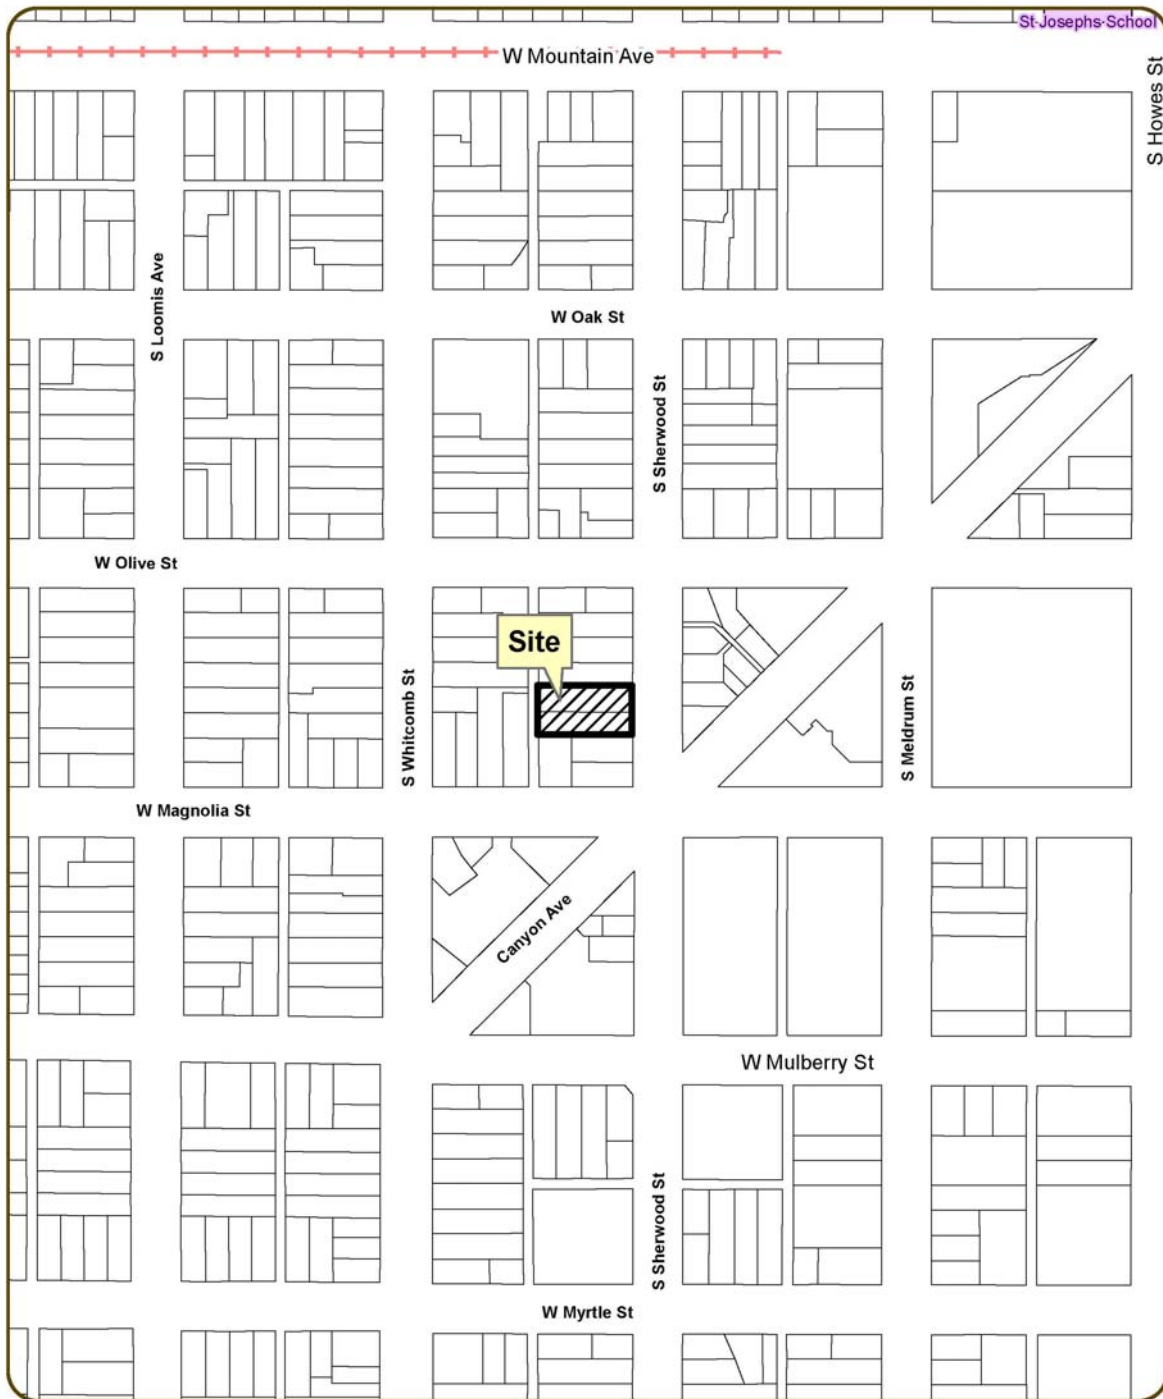 St Josephs School
W Mountain Ave
S Howes St
S Loomis Ave
W Oak St
S Sherwood St
W Olive St
Site
S Whitcomb St
S Meldrum St
W Magnolia St
Canyon Ave
W Mulberry St
S Sherwood St
W Myrtle St